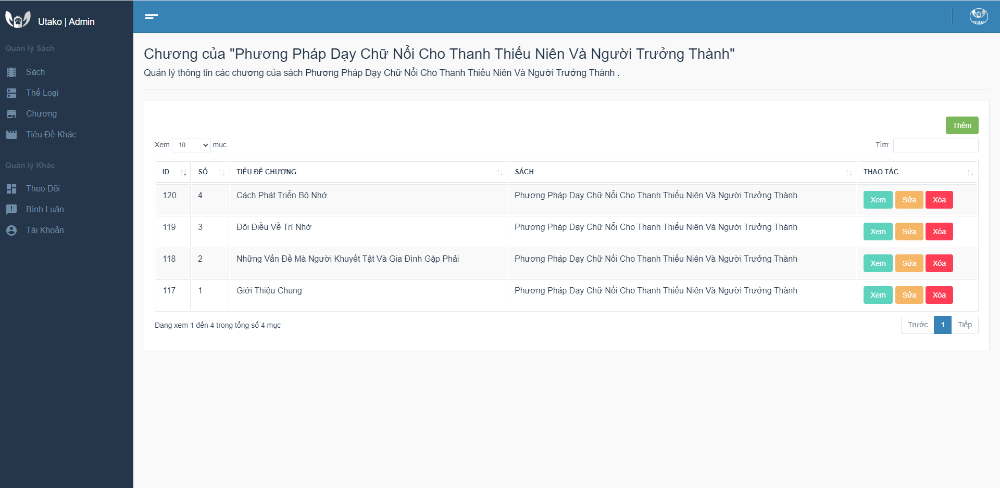 Utako | Admin
Quản lý Sách
Sách
Thể Loại
Chương
Tiêu Đề Khác
Quản lý Khác
Theo Dõi
Bình Luận
Tài Khoản
Chương của "Phương Pháp Dạy Chữ Nổi Cho Thanh Thiếu Niên Và Người Trưởng Thành"
Quản lý thông tin các chương của sách Phương Pháp Dạy Chữ Nổi Cho Thanh Thiếu Niên Và Người Trưởng Thành .
Thêm
Xem 10 mục Tìm:
ID SỐ TIÊU ĐỀ CHƯƠNG SÁCH THAO TÁC
120 4 Cách Phát Triển Bộ Nhớ Phương Pháp Dạy Chữ Nổi Cho Thanh Thiếu Niên Và Người Trưởng Thành Xem Sửa Xóa
119 3 Đôi Điều Về Trí Nhớ Phương Pháp Dạy Chữ Nổi Cho Thanh Thiếu Niên Và Người Trưởng Thành Xem Sửa Xóa
118 2 Những Vấn Đề Mà Người Khuyết Tật Và Gia Đình Gặp Phải Phương Pháp Dạy Chữ Nổi Cho Thanh Thiếu Niên Và Người Trưởng Thành Xem Sửa Xóa
117 1 Giới Thiệu Chung Phương Pháp Dạy Chữ Nổi Cho Thanh Thiếu Niên Và Người Trưởng Thành Xem Sửa Xóa
Đang xem 1 đến 4 trong tổng số 4 mục Trước 1 Tiếp